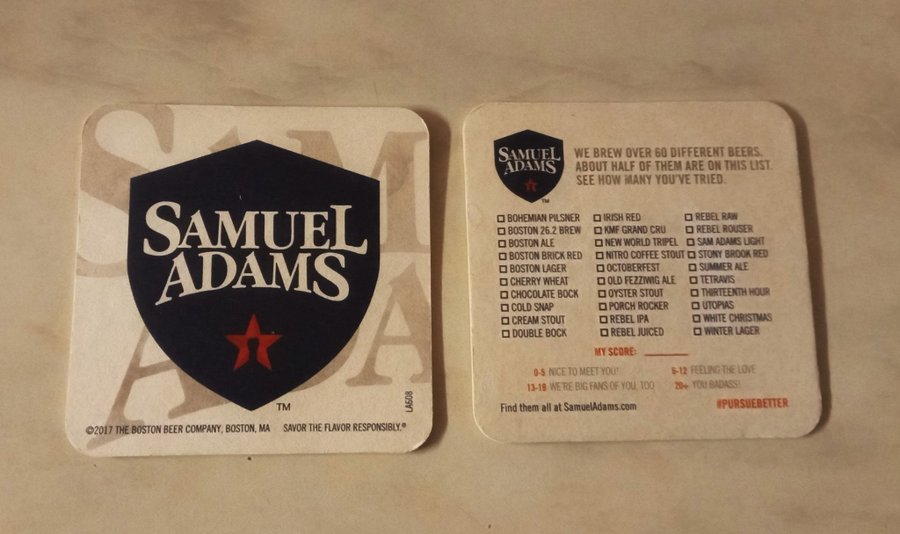 SAM
A A
SAMUEL
ADAMS
TM
LA608
©2017 THE BOSTON BEER COMPANY, BOSTON, MA SAVOR THE FLAVOR RESPONSIBLY.®
SAMUEL
ADAMS
TM
WE BREW OVER 60 DIFFERENT BEERS.
ABOUT HALF OF THEM ARE ON THIS LIST.
SEE HOW MANY YOU'VE TRIED.
BOHEMIAN PILSNER
BOSTON 26.2 BREW
BOSTON ALE
BOSTON BRICK RED
BOSTON LAGER
CHERRY WHEAT
CHOCOLATE BOCK
COLD SNAP
CREAM STOUT
DOUBLE BOCK
IRISH RED
KMF GRAND CRU
NEW WORLD TRIPEL
NITRO COFFEE STOUT
OCTOBERFEST
OLD FEZZIWIG ALE
OYSTER STOUT
PORCH ROCKER
REBEL IPA
REBEL JUICED
REBEL RAW
REBEL ROUSER
SAM ADAMS LIGHT
STONY BROOK RED
SUMMER ALE
TETRAVIS
THIRTEENTH HOUR
UTOPIAS
WHITE CHRISTMAS
WINTER LAGER
MY SCORE:
0-5 NICE TO MEET YOU! 6-12 FEELING THE LOVE
13-19 WE'RE BIG FANS OF YOU, TOO 20+ YOU BADASS!
Find them all at SamuelAdams.com #PURSUEBETTER